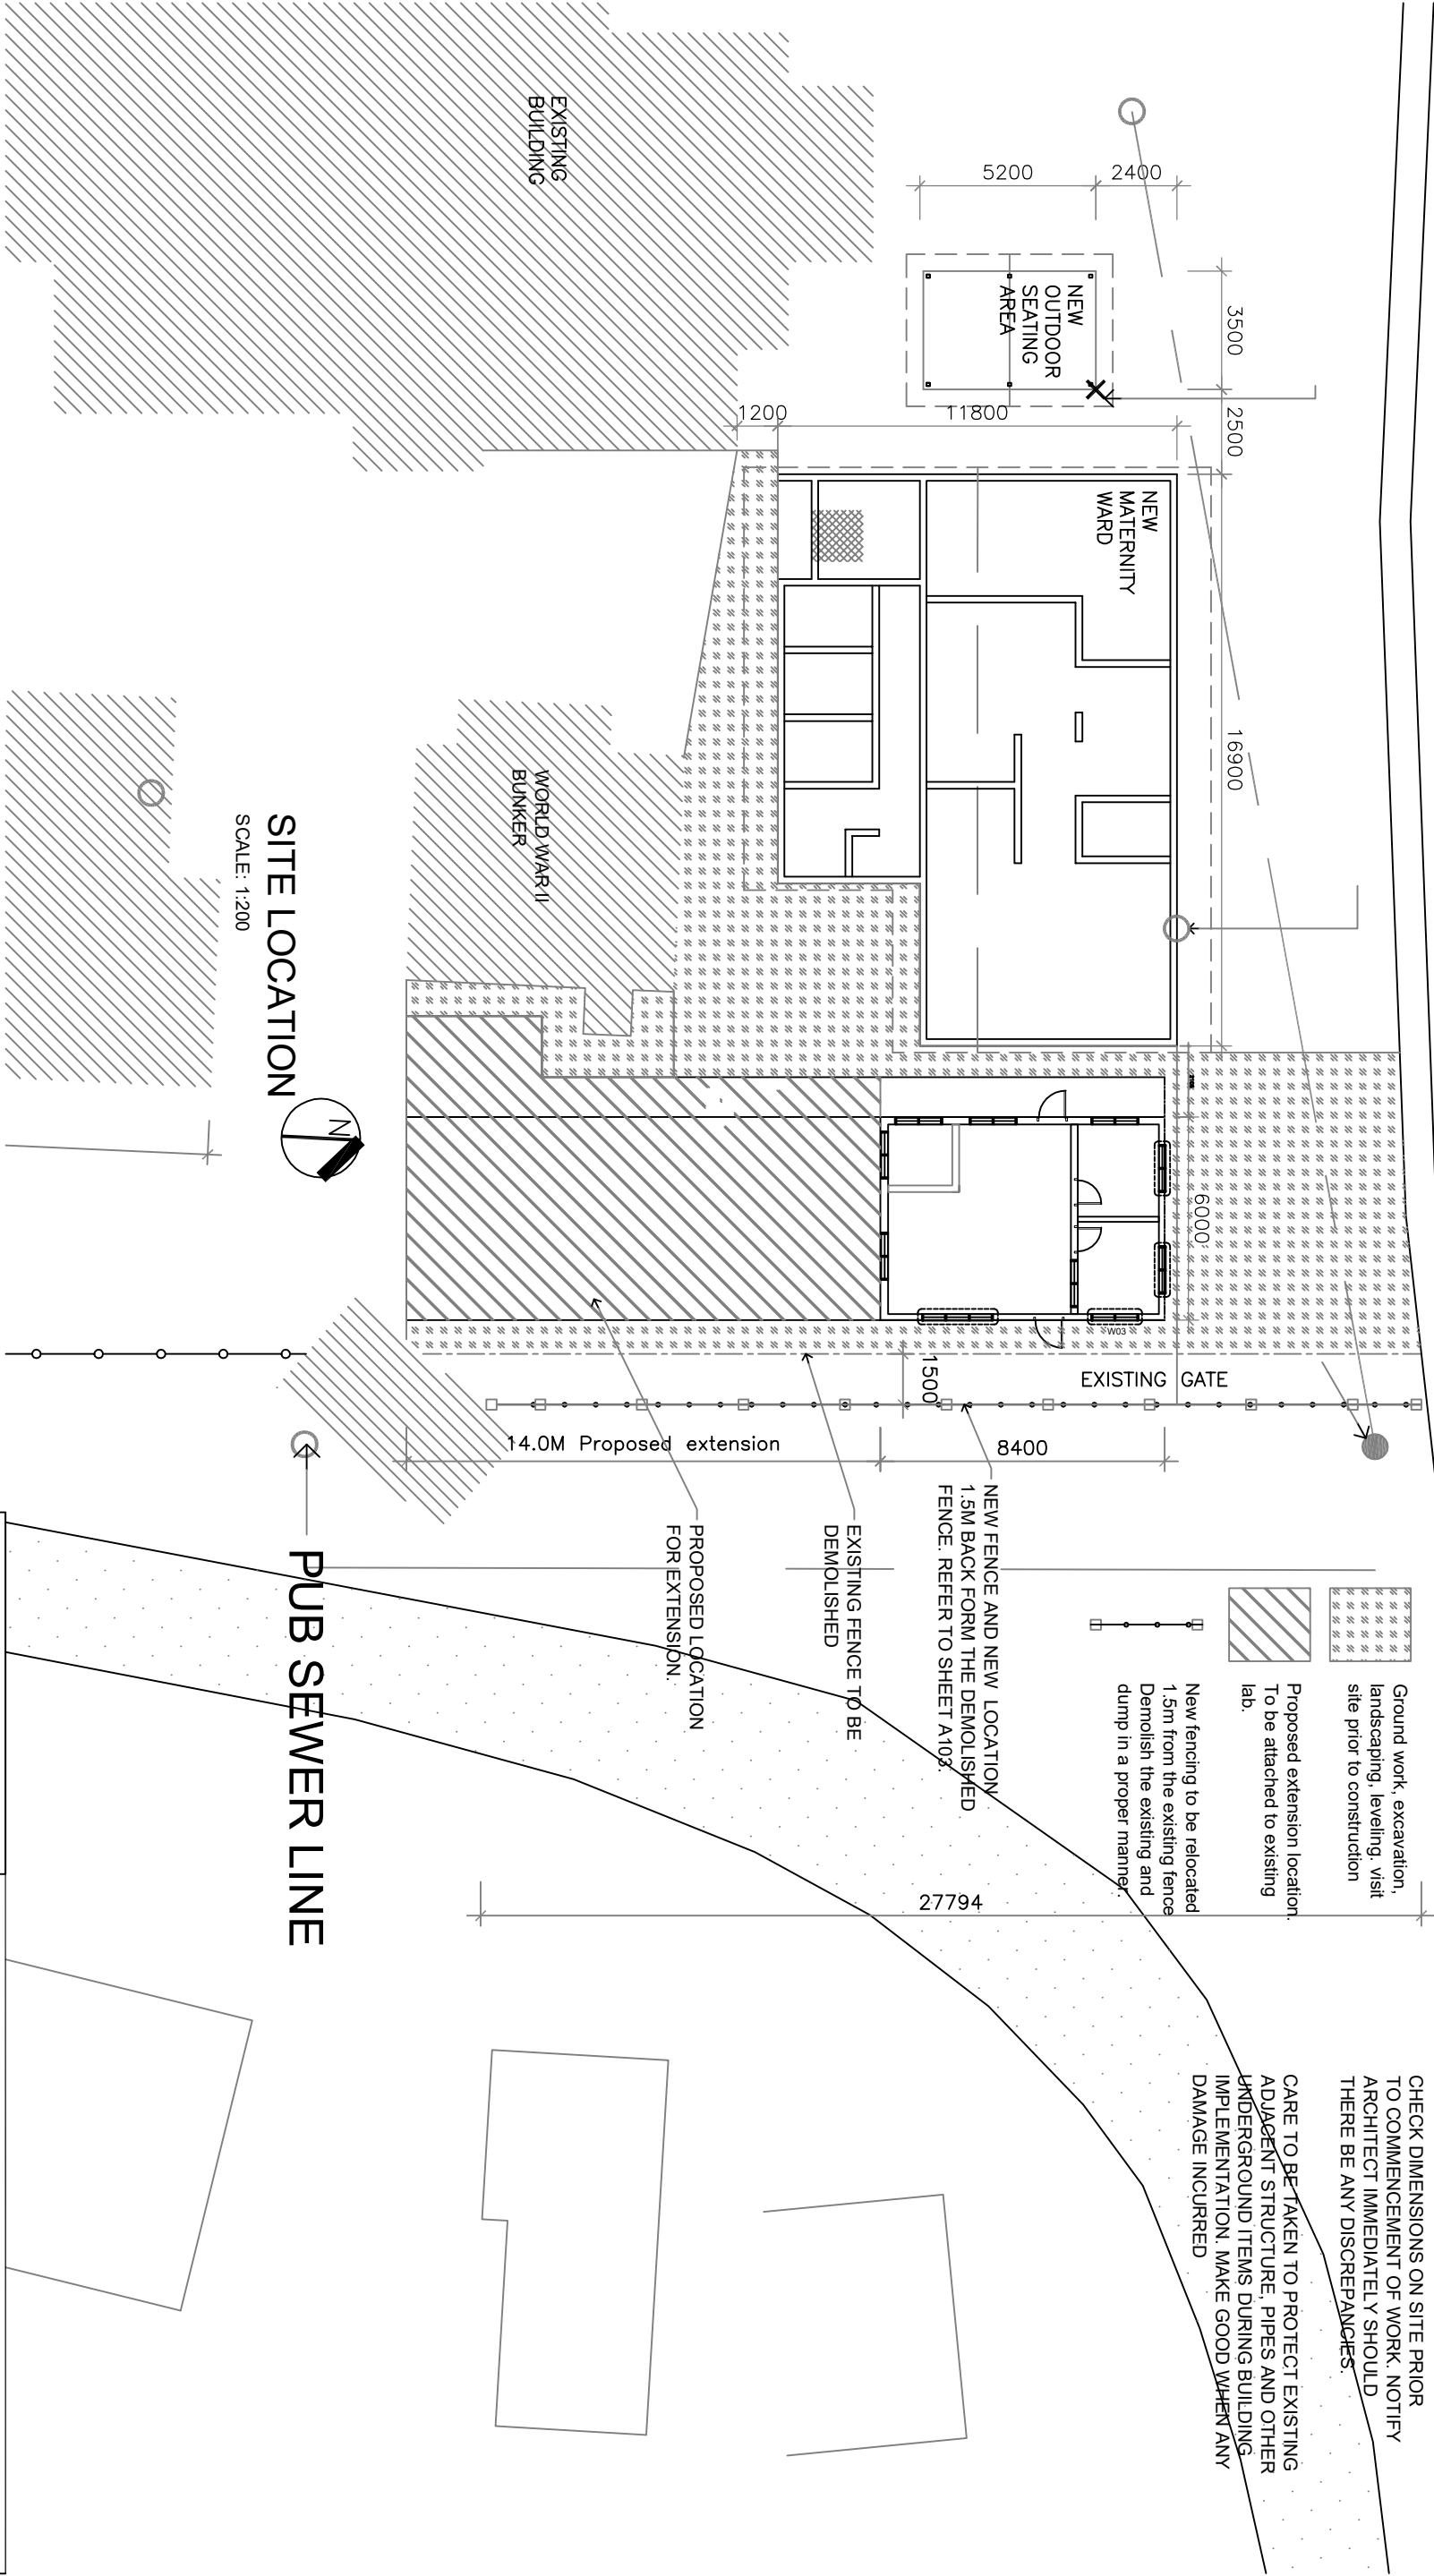 EXISTING
BUILDING
5200
2400
3500
2500
16900
NEW
OUTDOOR
SEATING
AREA
1200
11800
NEW
MATERNITY
WARD
WORLD WAR II
BUNKER
SITE LOCATION
SCALE: 1:200
N
6000
W03
1500
EXISTING GATE
14.0M Proposed extension
8400
NEW FENCE AND NEW LOCATION
1.5M BACK FORM THE DEMOLISHED
FENCE. REFER TO SHEET A103.
EXISTING FENCE TO BE
DEMOLISHED
PROPOSED LOCATION
FOR EXTENSION.
PUB SEWER LINE
Ground work, excavation,
landscaping, leveling. visit
site prior to construction
Proposed extension location.
To be attached to existing
lab.
New fencing to be relocated
1.5m from the existing fence
Demolish the existing and
dump in a proper manner.
27794
CHECK DIMENSIONS ON SITE PRIOR
TO COMMENCEMENT OF WORK. NOTIFY
ARCHITECT IMMEDIATELY SHOULD
THERE BE ANY DISCREPANCIES.
CARE TO BE TAKEN TO PROTECT EXISTING
ADJACENT STRUCTURE, PIPES AND OTHER
UNDERGROUND ITEMS DURING BUILDING
IMPLEMENTATION. MAKE GOOD WHEN ANY
DAMAGE INCURRED